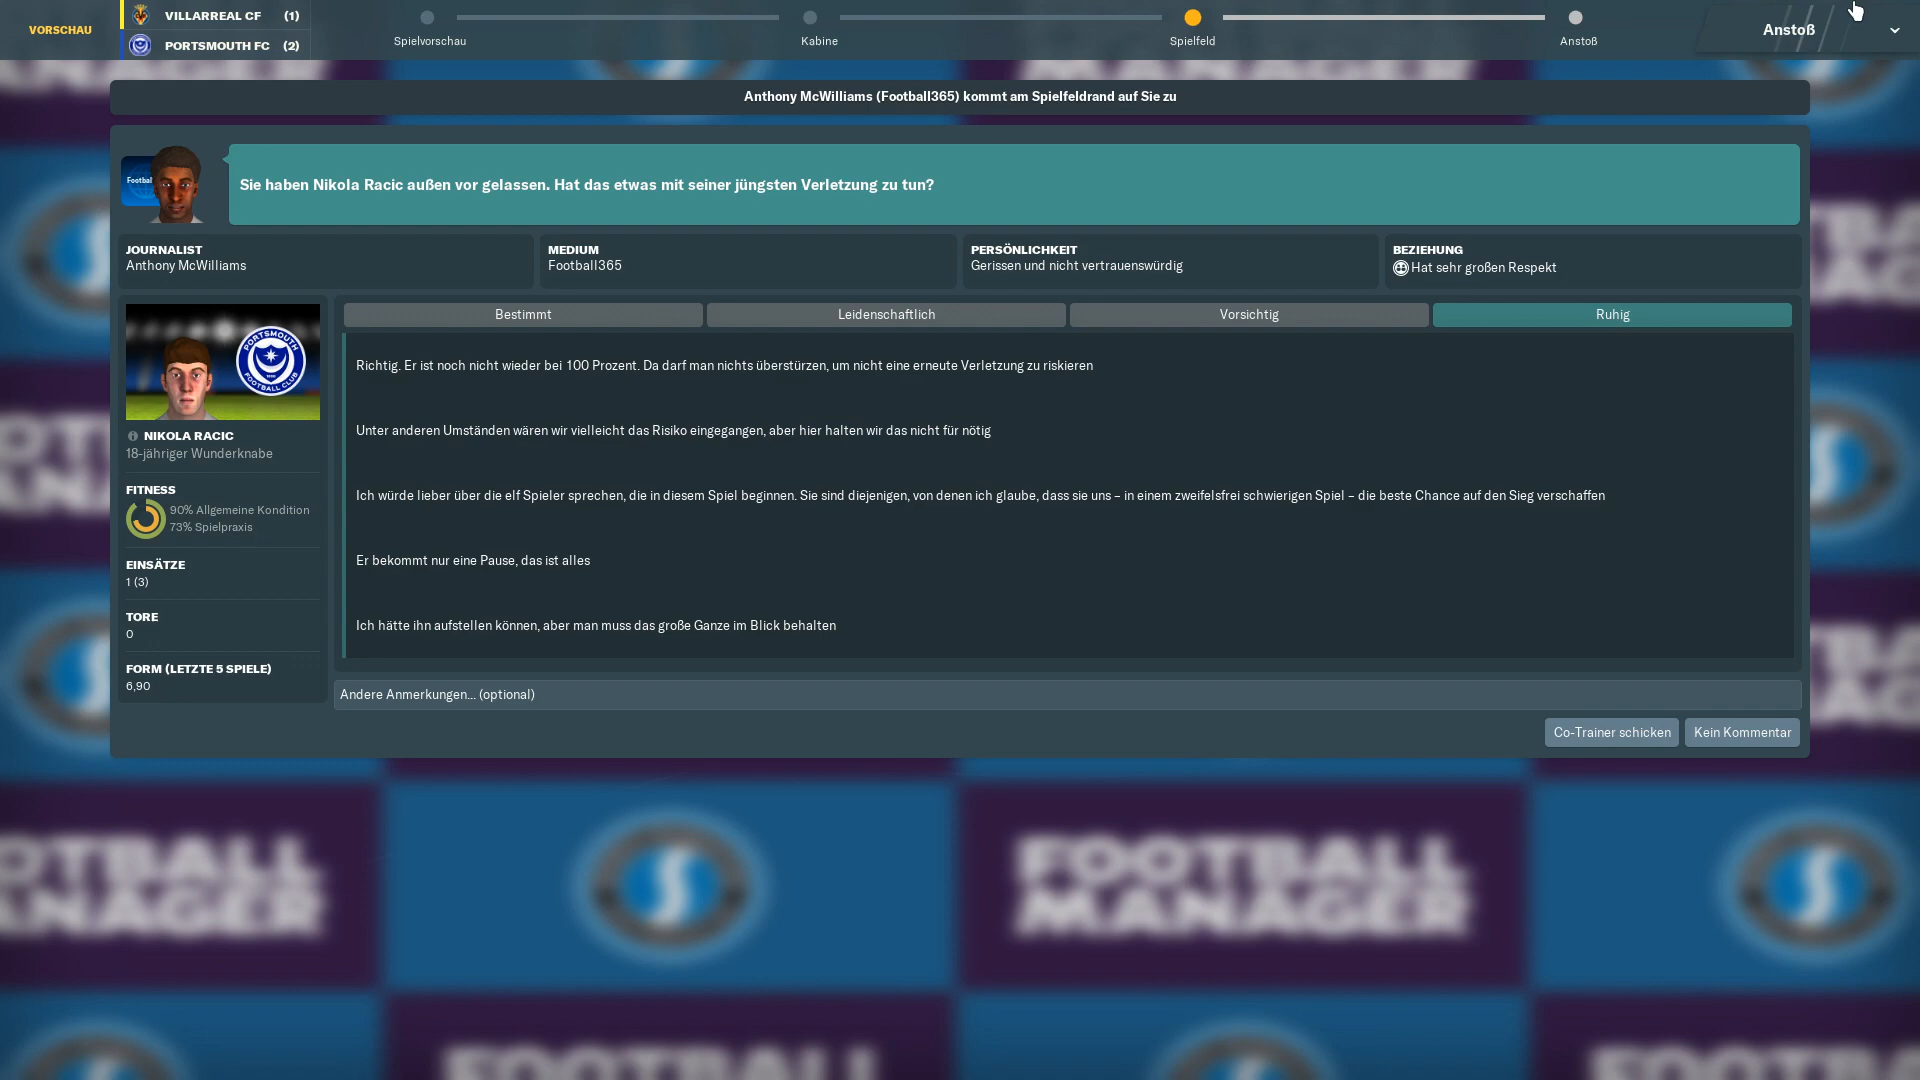 VORSCHAU
VILLARREAL CF (1)
PORTSMOUTH FC (2)
Spielvorschau
Kabine
Spielfeld
Anstoß
Anstoß
Anthony McWilliams (Football365) kommt am Spielfeldrand auf Sie zu
Footbal
Sie haben Nikola Racic außen vor gelassen. Hat das etwas mit seiner jüngsten Verletzung zu tun?
JOURNALIST
Anthony McWilliams
MEDIUM
Football365
PERSÖNLICHKEIT
Gerissen und nicht vertrauenswürdig
BEZIEHUNG
Hat sehr großen Respekt
PORTSMOUTH
FOOTBALL CLUB
NIKOLA RACIC
18-jähriger Wunderknabe
FITNESS
90% Allgemeine Kondition
73% Spielpraxis
EINSÄTZE
1 (3)
TORE
0
FORM (LETZTE 5 SPIELE)
6,90
Bestimmt
Leidenschaftlich
Vorsichtig
Ruhig
Richtig. Er ist noch nicht wieder bei 100 Prozent. Da darf man nichts überstürzen, um nicht eine erneute Verletzung zu riskieren
Unter anderen Umständen wären wir vielleicht das Risiko eingegangen, aber hier halten wir das nicht für nötig
Ich würde lieber über die elf Spieler sprechen, die in diesem Spiel beginnen. Sie sind diejenigen, von denen ich glaube, dass sie uns – in einem zweifelsfrei schwierigen Spiel – die beste Chance auf den Sieg verschaffen
Er bekommt nur eine Pause, das ist alles
Ich hätte ihn aufstellen können, aber man muss das große Ganze im Blick behalten
Andere Anmerkungen... (optional)
Co-Trainer schicken
Kein Kommentar
FOOTBALL
MANAGER